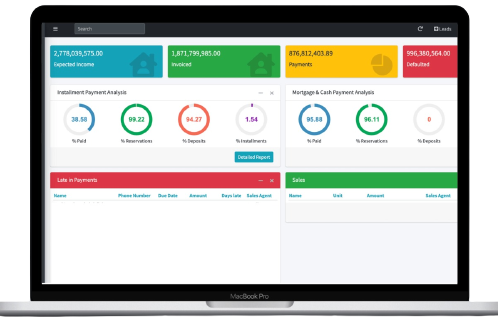 Search
Leads
2,778,039,575.00
Expected Income
1,871,799,985.00
Invoiced
876,812,403.89
Payments
996,380,564.00
Defaulted
Installment Payment Analysis
38.58
% Paid
99.22
% Reservations
94.27
% Deposits
1.54
% Installments
Detailed Report
Mortgage & Cash Payment Analysis
95.88
% Paid
96.11
% Reservations
0
% Deposits
Late in Payments
Name Phone Number Due Date Amount Days late Sales Agent
Sales
Name Unit Amount Sales Agent
MacBook Pro